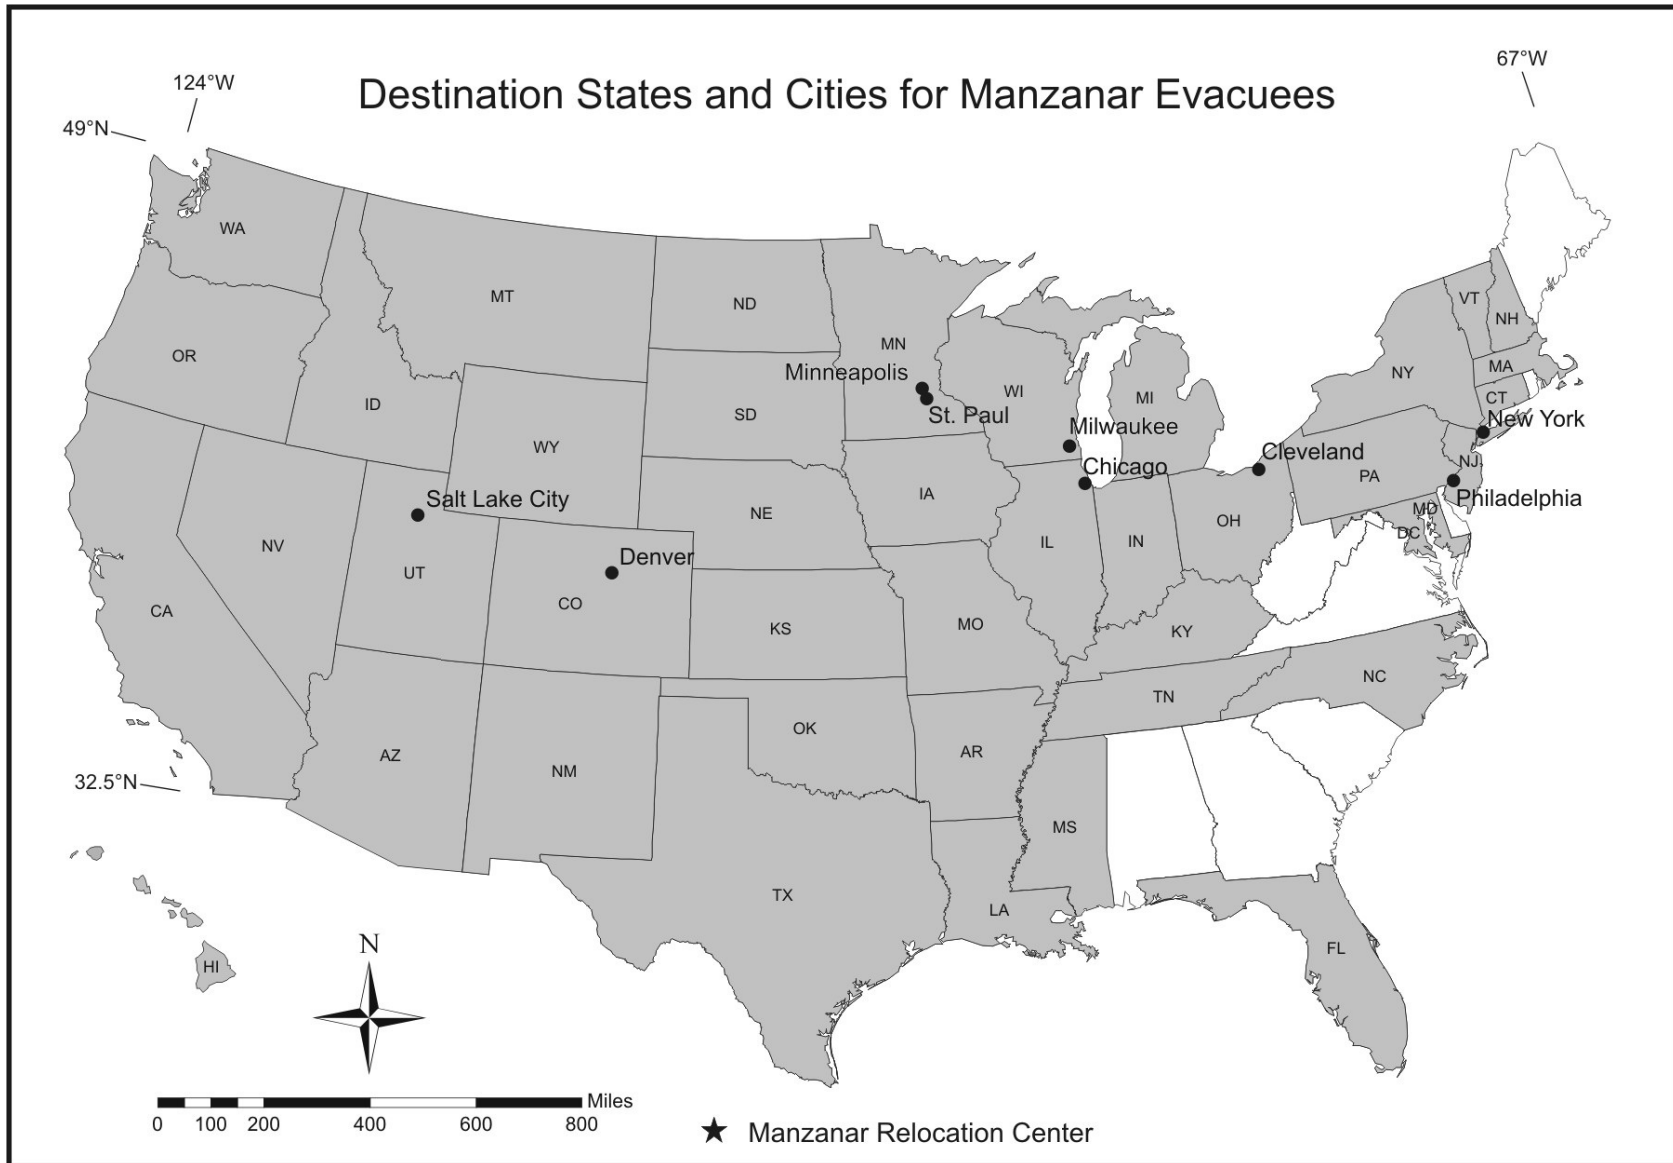 67°W
124°W
Destination States and Cities for Manzanar Evacuees
49°N
WA
MT
ND
VT
NH
OR
MN
MA
NY
Minneapolis
ID
WI
MI
CT
SD
St. Paul
New York
Milwaukee
WY
Cleveland
Chicago
NJ
PA
IA
Salt Lake City
Philadelphia
NE
MD
OH
DC
NV
IL
IN
Denver
UT
CO
CA
KS
MO
KY
NC
TN
OK
AZ
AR
NM
32.5°N
MS
TX
LA
FL
N
HI
Miles
0 100 200 400 600 800
Manzanar Relocation Center